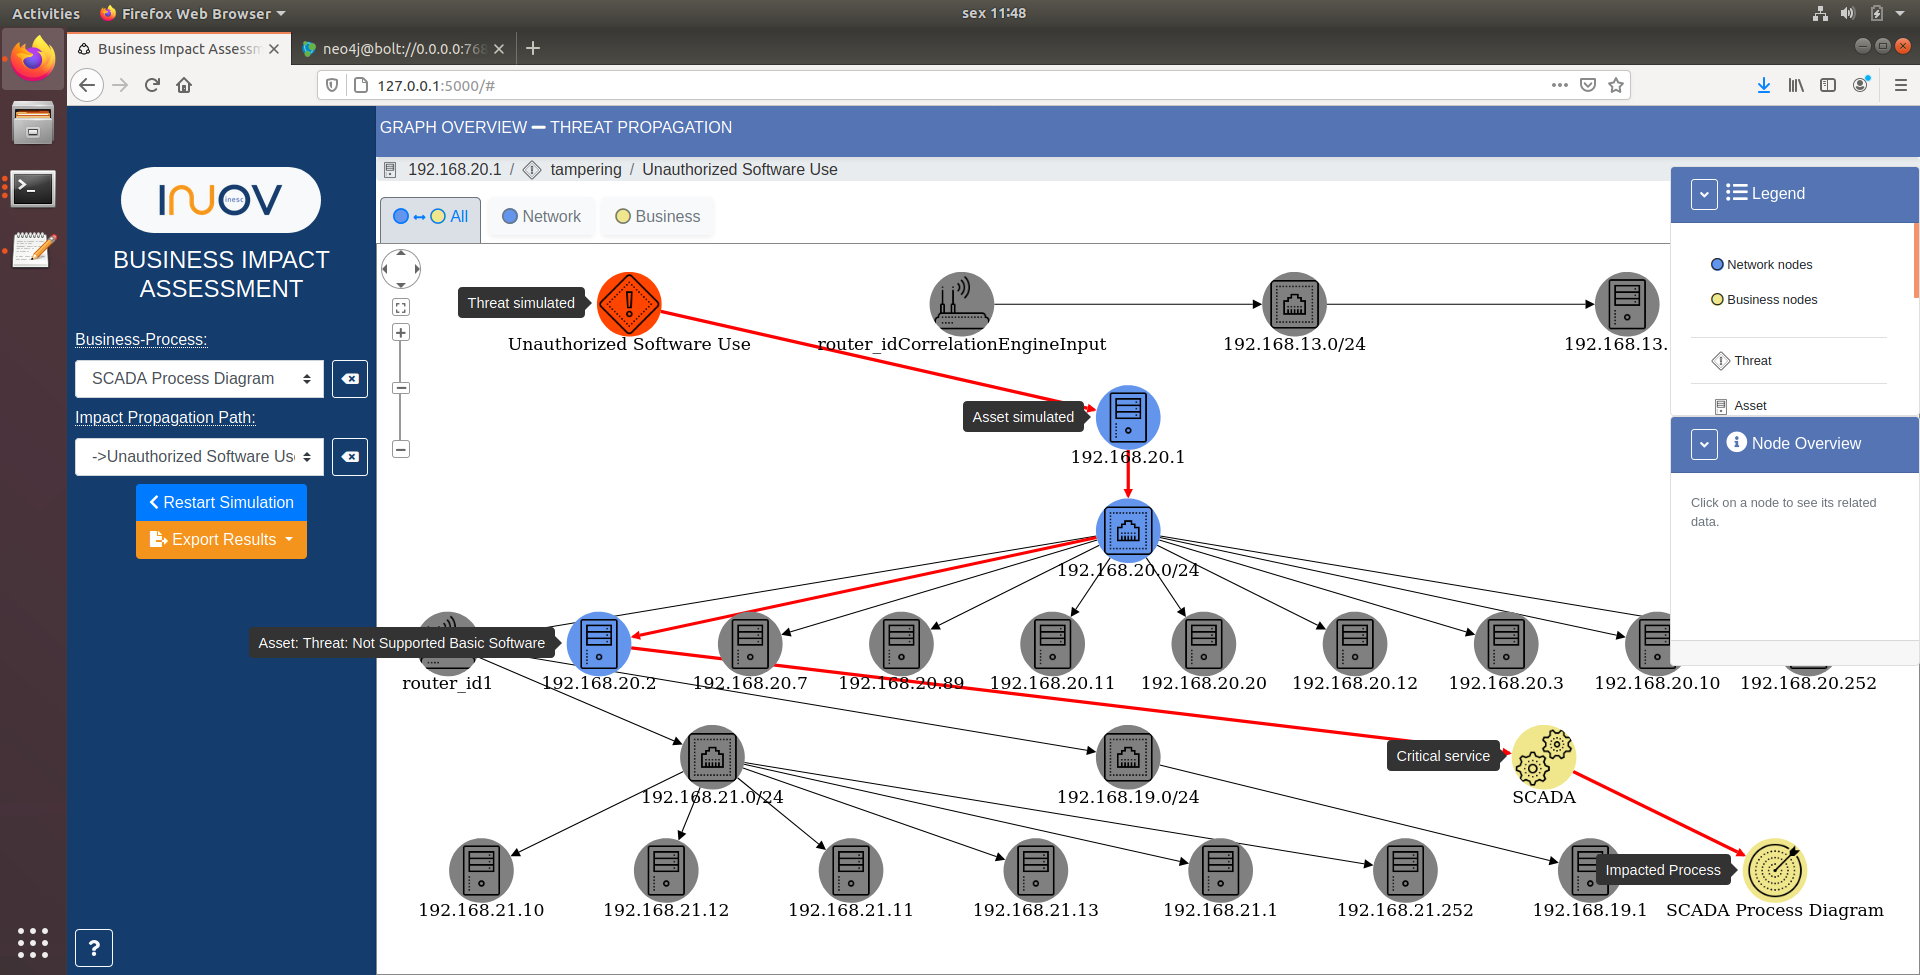 Activities
Firefox Web Browser
sex 11:48
Business Impact Assessm
neo4j@bolt://0.0.0.0:768
127.0.0.1:5000/#
INOV
inesc
BUSINESS IMPACT
ASSESSMENT
Business-Process:
SCADA Process Diagram
Impact Propagation Path:
->Unauthorized Software Us
Restart Simulation
Export Results
?
GRAPH OVERVIEW — THREAT PROPAGATION
192.168.20.1 / tampering / Unauthorized Software Use
All
Network
Business
Threat simulated
Unauthorized Software Use
router_idCorrelationEngineInput
192.168.13.0/24
192.168.13.
Asset simulated
192.168.20.1
192.168.20.0/24
Asset: Threat: Not Supported Basic Software
router_id1
192.168.20.2
192.168.20.7
192.168.20.89
192.168.20.11
192.168.20.20
192.168.20.12
192.168.20.3
192.168.20.10
192.168.20.252
192.168.21.0/24
192.168.19.0/24
Critical service
SCADA
192.168.21.10
192.168.21.12
192.168.21.11
192.168.21.13
192.168.21.1
192.168.21.252
192.168.19.1
Impacted Process
SCADA Process Diagram
Legend
Network nodes
Business nodes
Threat
Asset
Node Overview
Click on a node to see its related
data.